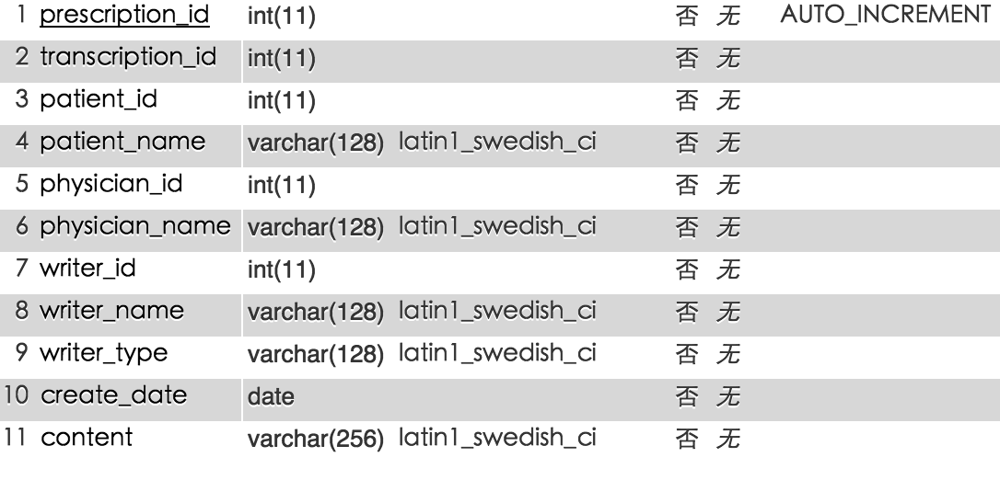 1 prescription_id int(11) 否 无 AUTO_INCREMENT
2 transcription_id int(11) 否 无
3 patient_id int(11) 否 无
4 patient_name varchar(128) latin1_swedish_ci 否 无
5 physician_id int(11) 否 无
6 physician_name varchar(128) latin1_swedish_ci 否 无
7 writer_id int(11) 否 无
8 writer_name varchar(128) latin1_swedish_ci 否 无
9 writer_type varchar(128) latin1_swedish_ci 否 无
10 create_date date 否 无
11 content varchar(256) latin1_swedish_ci 否 无